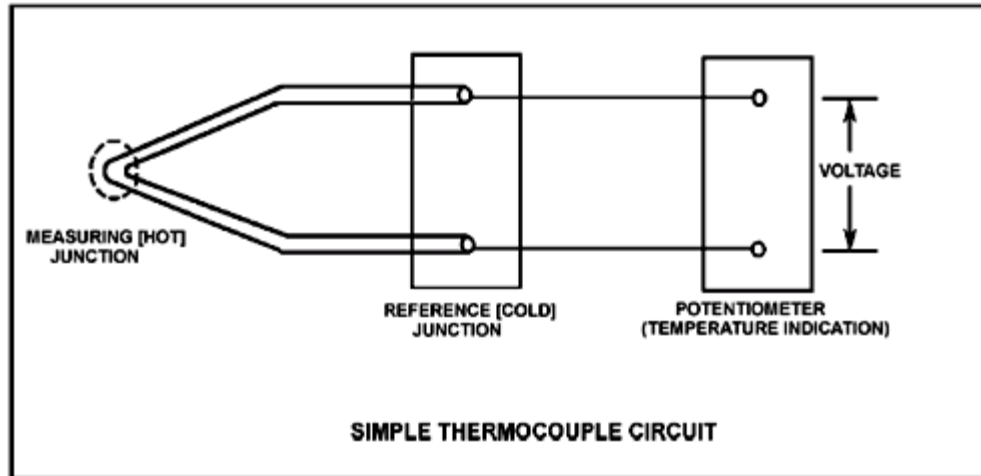 MEASURING [HOT]
JUNCTION
REFERENCE [COLD]
JUNCTION
VOLTAGE
POTENTIOMETER
(TEMPERATURE INDICATION)
SIMPLE THERMOCOUPLE CIRCUIT